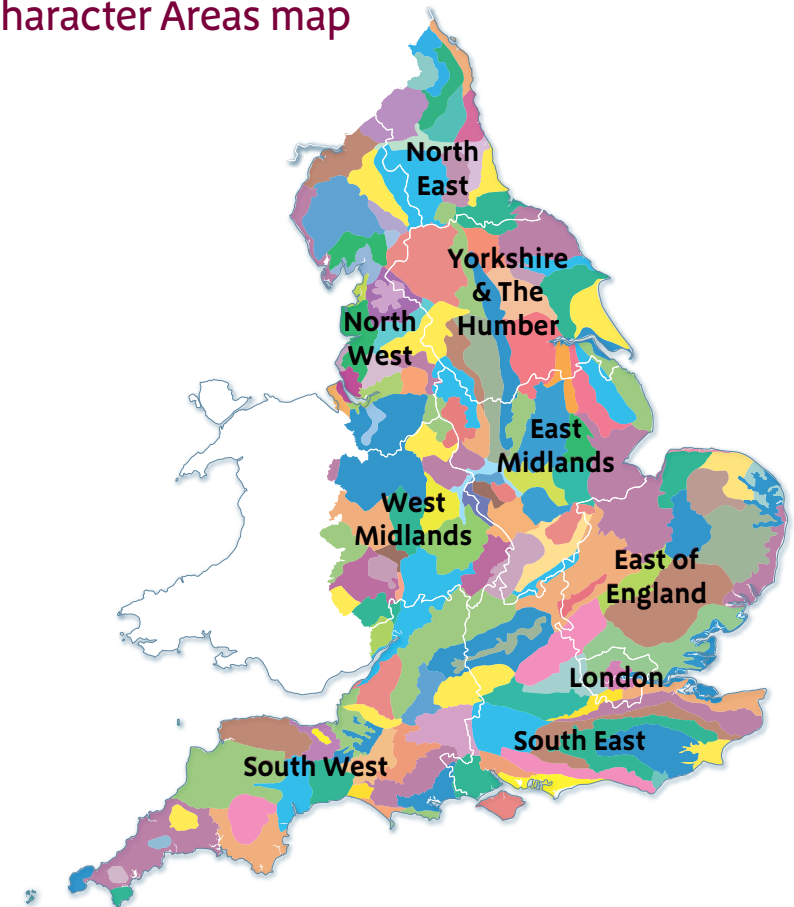 haracter Areas map
North
East
Yorkshire
& The
Humber
North
West
East
Midlands
West
Midlands
East of
England
London
South East
South West